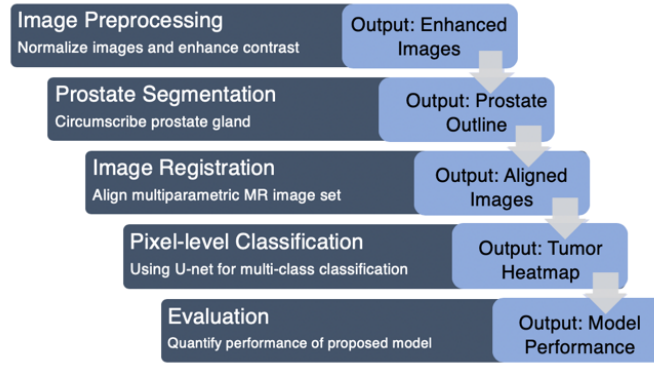 Image Preprocessing
Normalize images and enhance contrast
Output: Enhanced
Images
Prostate Segmentation
Circumscribe prostate gland
Output: Prostate
Outline
Image Registration
Align multiparametric MR image set
Output: Aligned
Images
Pixel-level Classification
Using U-net for multi-class classification
Output: Tumor
Heatmap
Evaluation
Quantify performance of proposed model
Output: Model
Performance